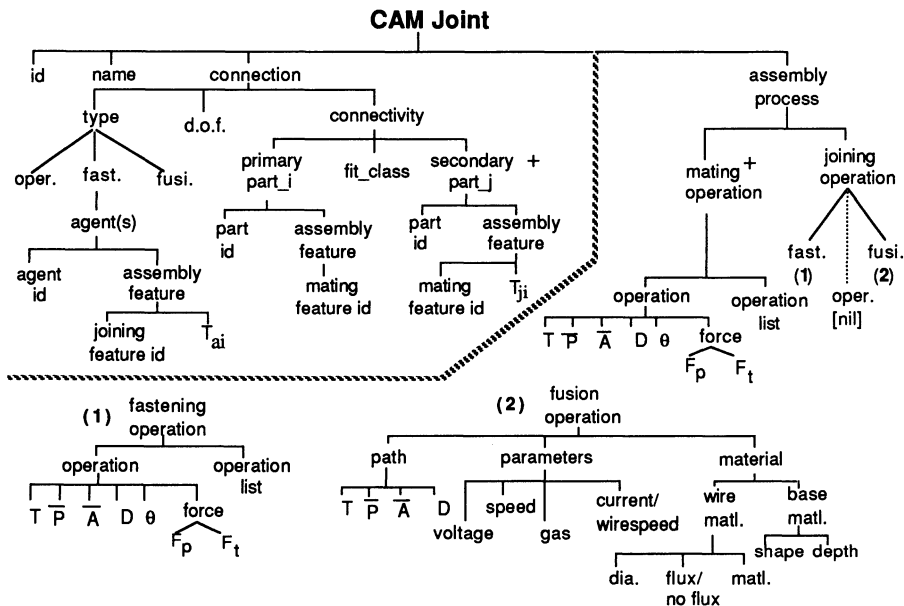 CAM Joint
id name connection assembly
process
type d.o.f. connectivity
oper. fast. fusi.
primary
part_i
fit_class
secondary +
part_j
mating +
operation
joining
operation
agent(s)
part
id
assembly
feature
part
id
assembly
feature
fast.
(1)
fusi.
(2)
oper.
[nil]
agent
id
assembly
feature
mating
feature id
mating
feature id
Tji
operation
operation
list
joining
feature id
Tai
T P A D θ force
Fp Ft
(1) fastening
operation
operation
operation
list
T P A D θ force
Fp Ft
(2) fusion
operation
path parameters material
T P A D
voltage speed gas current/
wirespeed
wire
matl.
base
matl.
shape depth
dia. flux/
no flux
matl.